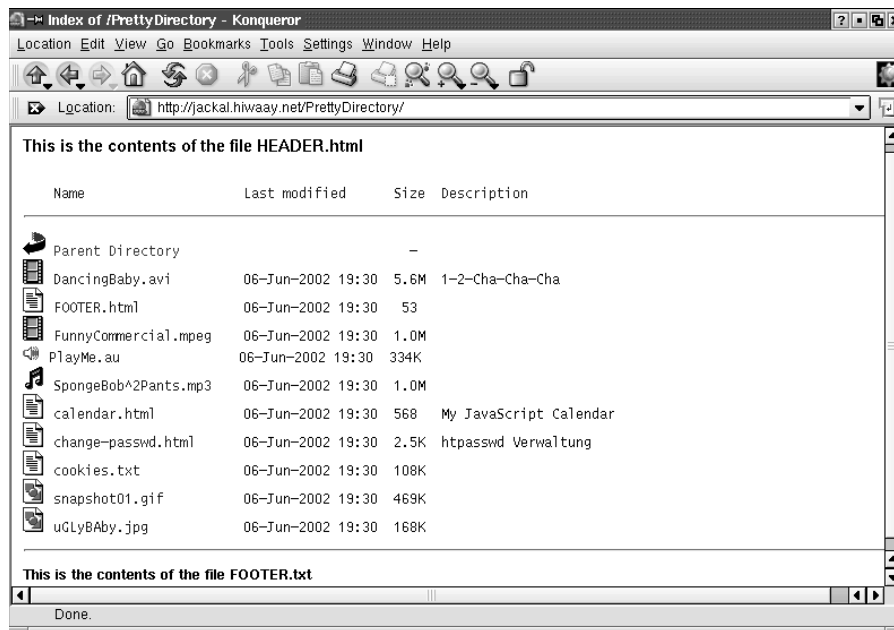 Index of /PrettyDirectory - Konqueror
Location Edit View Go Bookmarks Tools Settings Window Help
Location: http://jackal.hiwaay.net/PrettyDirectory/
This is the contents of the file HEADER.html
Name Last modified Size Description
Parent Directory –
DancingBaby.avi 06–Jun–2002 19:30 5.6M 1–2–Cha–Cha–Cha
FOOTER.html 06–Jun–2002 19:30 53
FunnyCommercial.mpeg 06–Jun–2002 19:30 1.0M
PlayMe.au 06–Jun–2002 19:30 334K
SpongeBob^2Pants.mp3 06–Jun–2002 19:30 1.0M
calendar.html 06–Jun–2002 19:30 568 My JavaScript Calendar
change–passwd.html 06–Jun–2002 19:30 2.5K htpasswd Verwaltung
cookies.txt 06–Jun–2002 19:30 108K
snapshot01.gif 06–Jun–2002 19:30 469K
uGLyBAby.jpg 06–Jun–2002 19:30 168K
This is the contents of the file FOOTER.txt
Done.